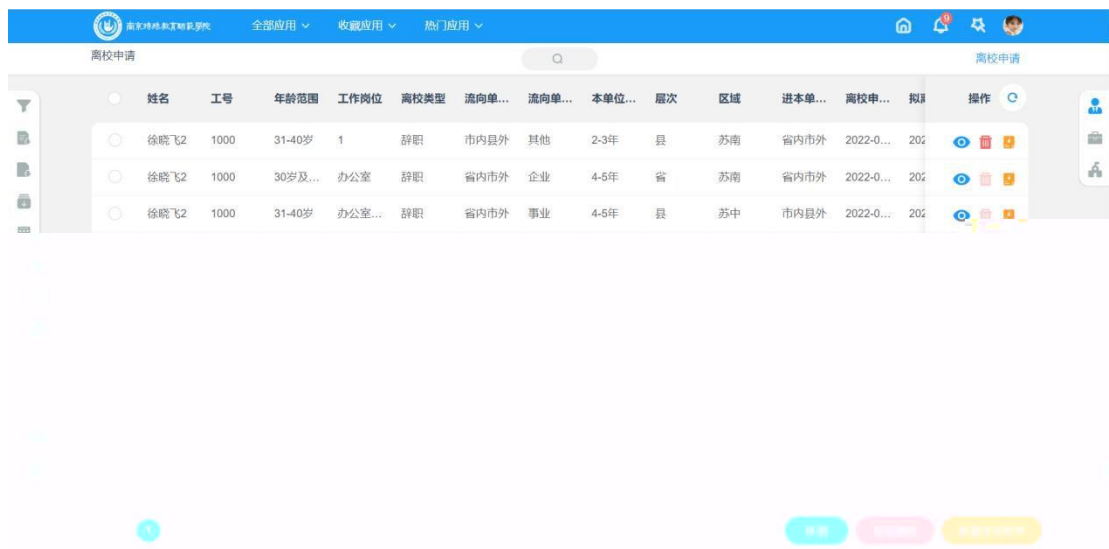 全部应用 收藏应用 热门应用 9
离校申请 离校申请
姓名 工号 年龄范围 工作岗位 离校类型 流向单... 流向单... 本单位... 层次 区域 进本单... 离校申... 拟离 操作
徐晓飞2 1000 31-40岁 1 辞职 市内县外 其他 2-3年 县 苏南 省内市外 2022-0... 202
徐晓飞2 1000 30岁及... 办公室 辞职 省内市外 企业 4-5年 省 苏南 省内市外 2022-0... 202
徐晓飞2 1000 31-40岁 办公室... 辞职 省内市外 事业 4-5年 县 苏中 市内县外 2022-0... 202